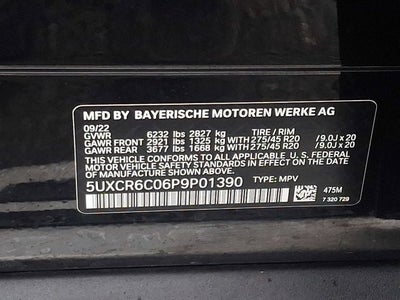 MFD BY BAYERISCHE MOTOREN WERKE AG
09/22
GVWR 6232 lbs 2827 kg TIRE / RIM
GAWR FRONT 2921 lbs 1325 kg WITH 275/45 R20 / 9.0J x 20
GAWR REAR 3677 lbs 1668 kg WITH 275/45 R20 / 9.0J x 20
THIS VEHICLE CONFORMS TO ALL APPLICABLE U.S. FEDERAL
MOTOR VEHICLE SAFETY STANDARDS IN EFFECT ON THE DATE
OF MANUFACTURE SHOWN ABOVE.
5UXCR6C06P9P01390 TYPE: MPV
475M
7 320 729